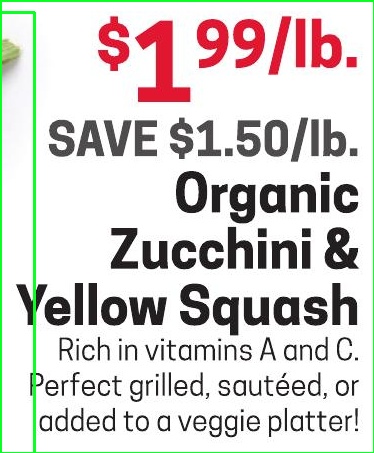 $1 99/lb.
SAVE $1.50/lb.
Organic
Zucchini &
Yellow Squash
Rich in vitamins A and C.
Perfect grilled, sautéed, or
added to a veggie platter!